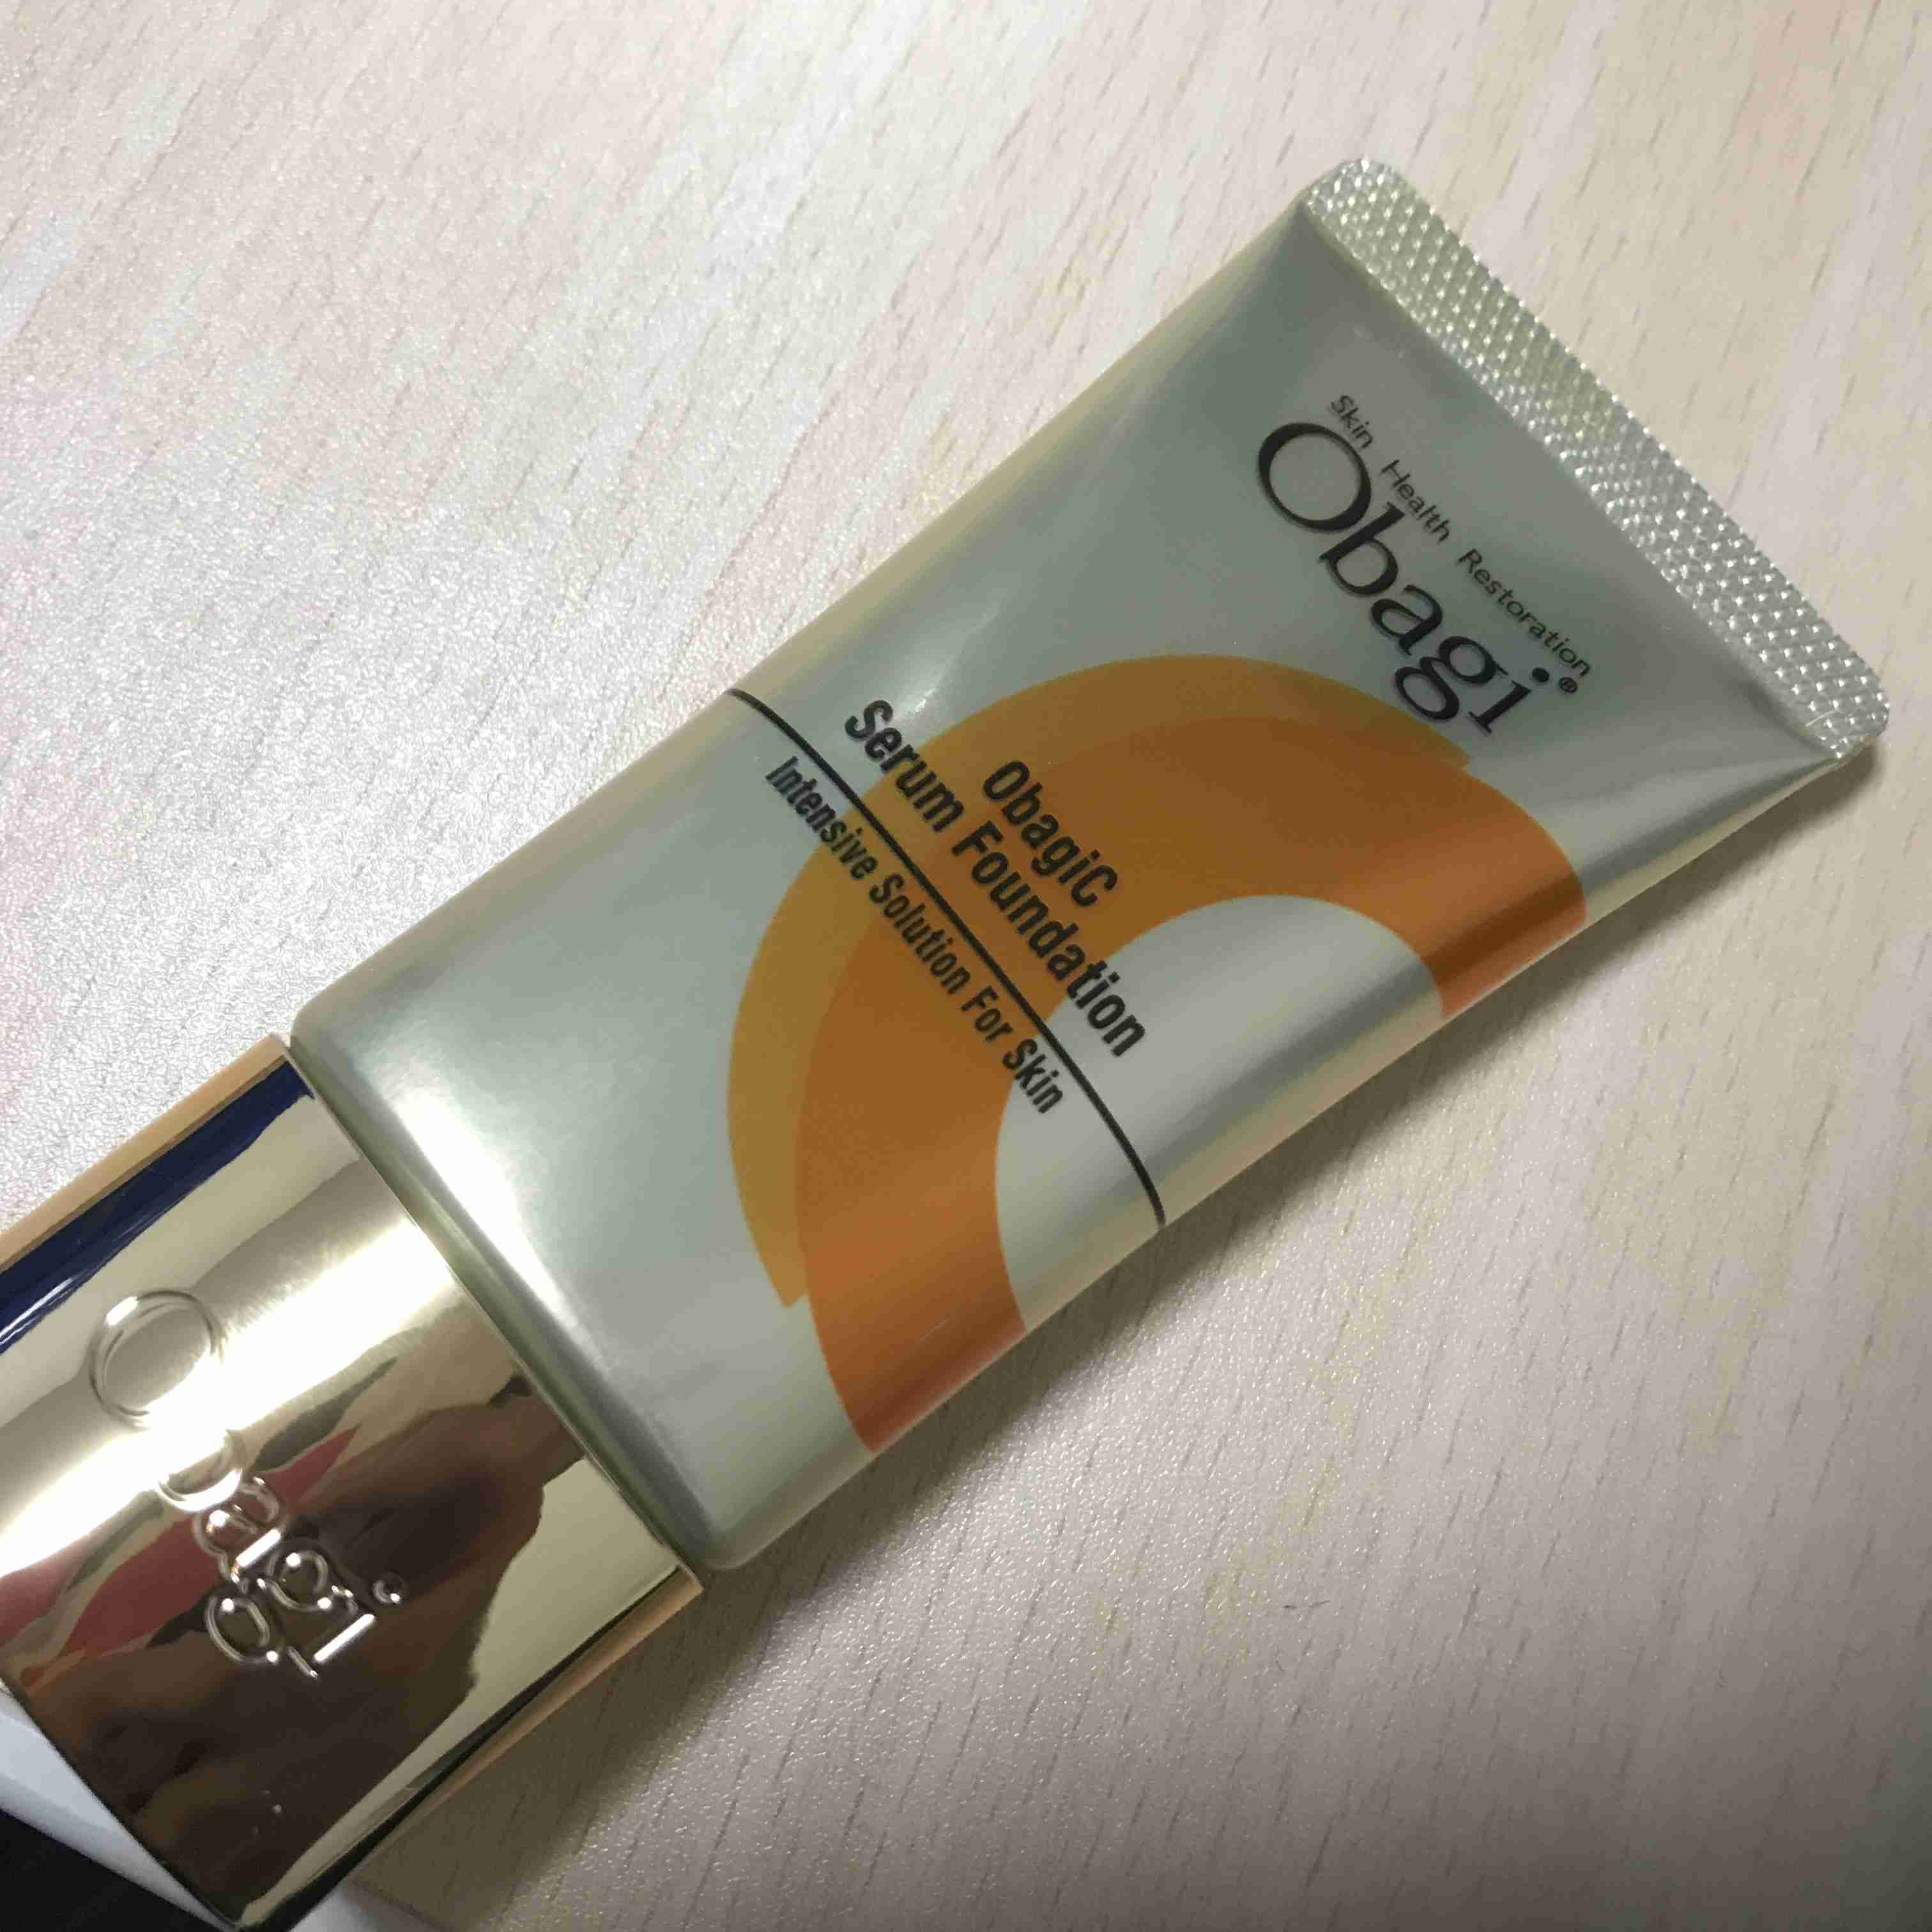 Skin Health Restoration
Obagi®
ObagiC
Serum Foundation
Intensive Solution For Skin
Obagi